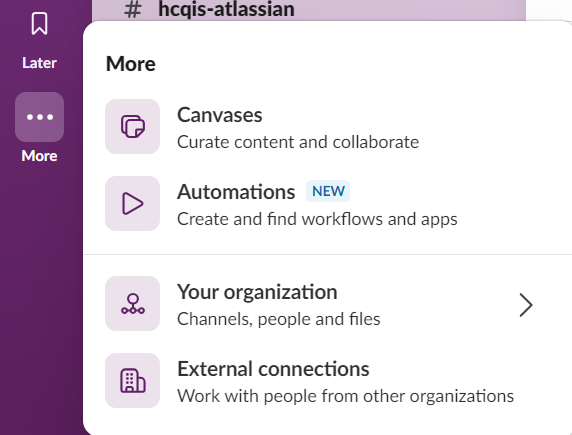 # hcqis-atlassian
Later
More
More
Canvases
Curate content and collaborate
Automations NEW
Create and find workflows and apps
Your organization
Channels, people and files
External connections
Work with people from other organizations